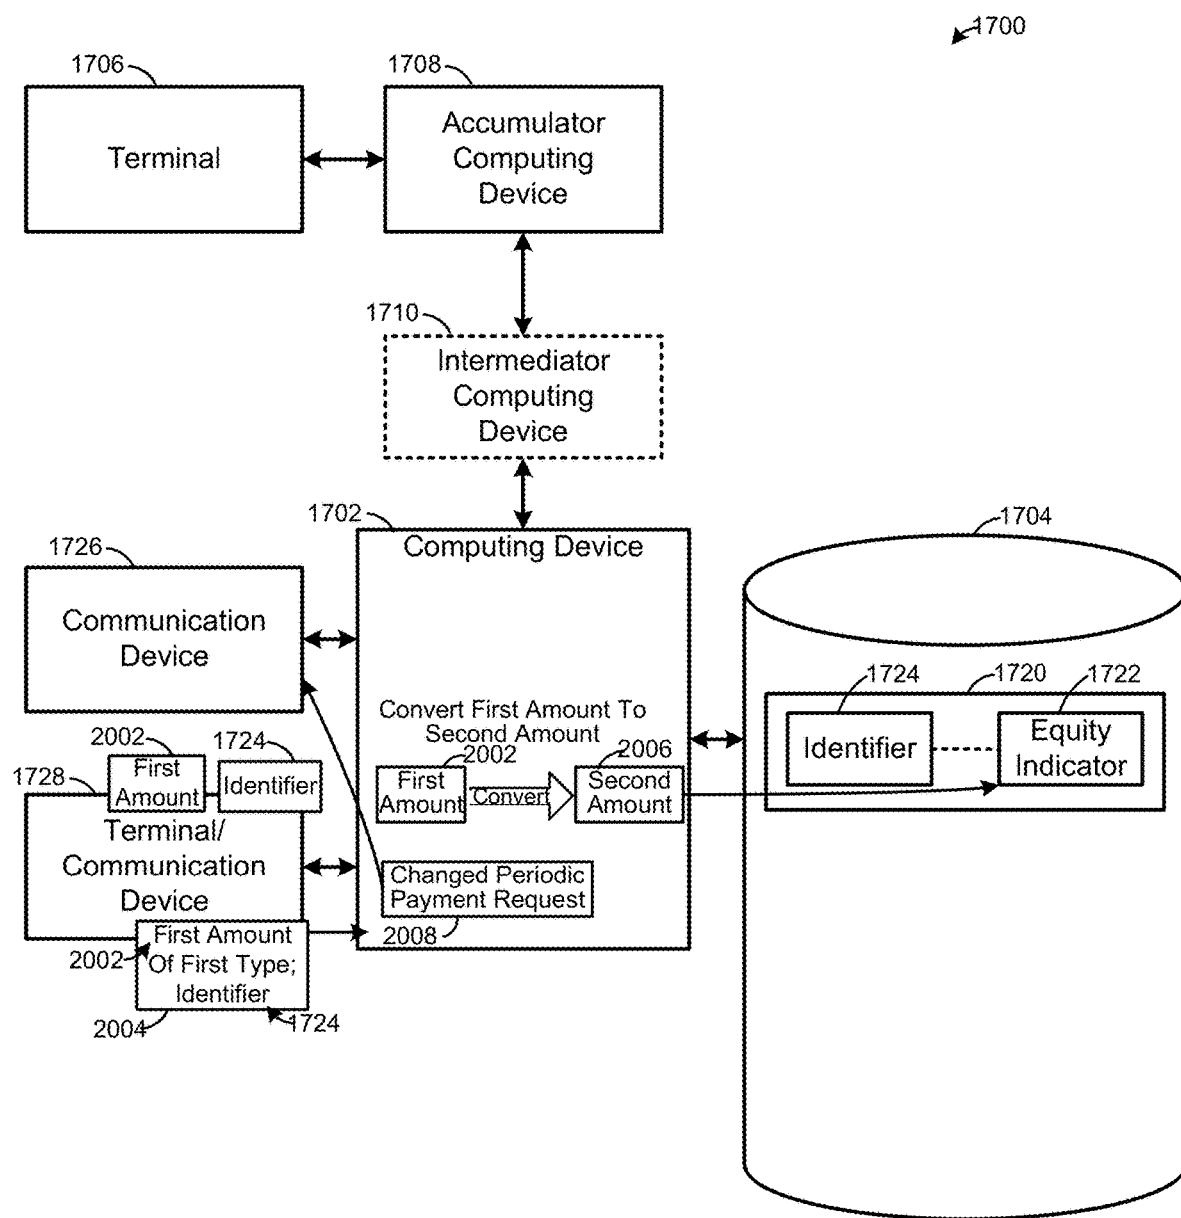 1700
1706
1708
Terminal
Accumulator
Computing
Device
1710
Intermediator
Computing
Device
1702
1704
Computing Device
1726
Communication
Device
1724
1720
1722
Identifier
Equity
Indicator
Convert First Amount To
Second Amount
2002
2006
First
Amount
Convert
Second
Amount
2002
1724
1728
First
Amount
Identifier
Terminal/
Communication
Device
Changed Periodic
Payment Request
2008
First Amount
Of First Type;
Identifier
2002
2004
1724